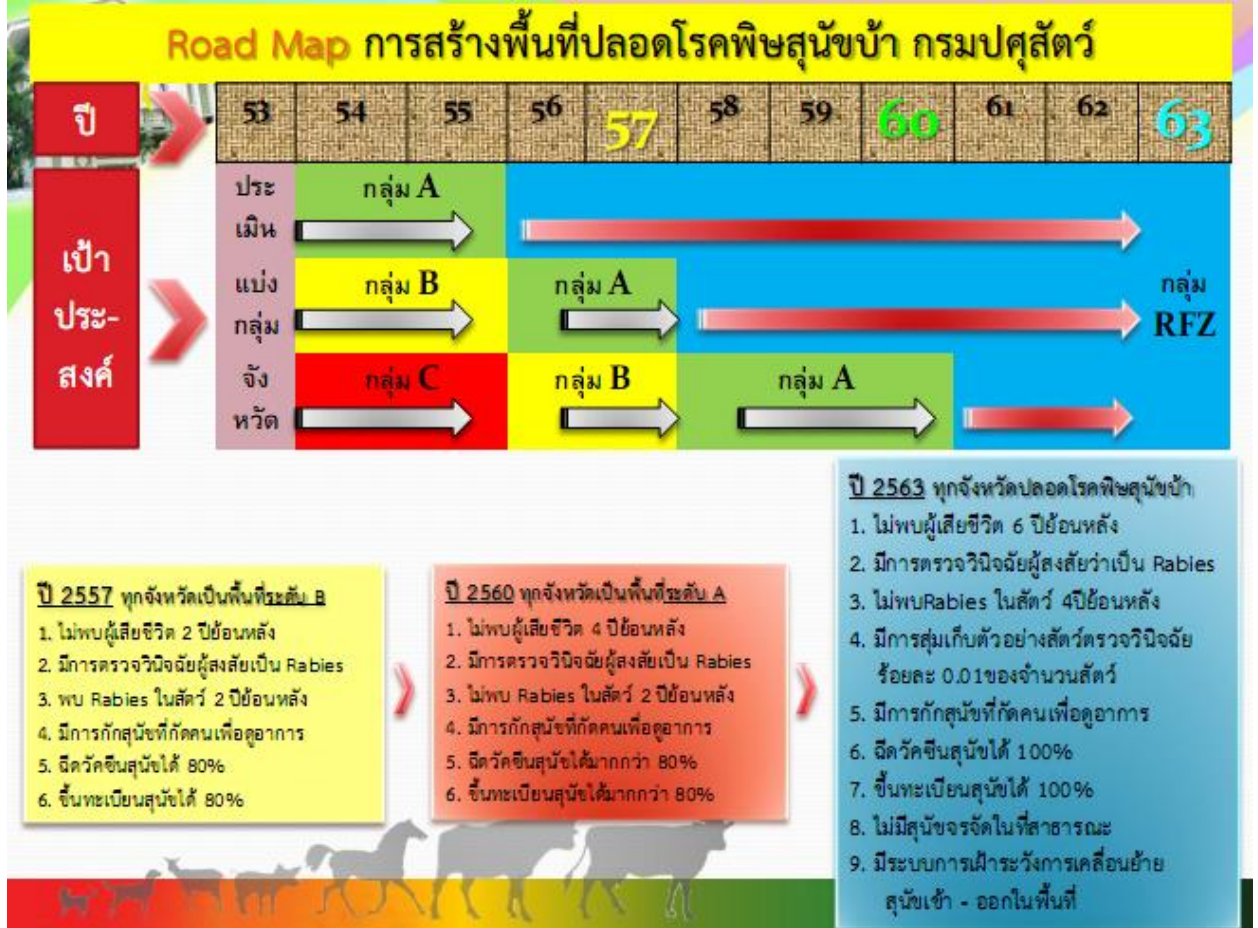 Road Map การสร้างพื้นที่ปลอดโรคพิษสุนัขบ้า กรมปศุสัตว์
ปี 53 54 55 56 57 58 59 60 61 62 63
เป้า
ประ-
สงค์
ประ
เมิน
แบ่ง
กลุ่ม
จัง
หวัด
กลุ่ม A
กลุ่ม B
กลุ่ม A
กลุ่ม C
กลุ่ม B
กลุ่ม A
กลุ่ม
RFZ
ปี 2557 ทุกจังหวัดเป็นพื้นที่ระดับ B
1. ไม่พบผู้เสียชีวิต 2 ปีย้อนหลัง
2. มีการตรวจวินิจฉัยผู้สงสัยเป็น Rabies
3. พบ Rabies ในสัตว์ 2 ปีย้อนหลัง
4. มีการกักสุนัขที่กัดคนเพื่อดูอาการ
5. ฉีดวัคซีนสุนัขได้ 80%
6. ขึ้นทะเบียนสุนัขได้ 80%
ปี 2560 ทุกจังหวัดเป็นพื้นที่ระดับ A
1. ไม่พบผู้เสียชีวิต 4 ปีย้อนหลัง
2. มีการตรวจวินิจฉัยผู้สงสัยเป็น Rabies
3. ไม่พบ Rabies ในสัตว์ 2 ปีย้อนหลัง
4. มีการกักสุนัขที่กัดคนเพื่อดูอาการ
5. ฉีดวัคซีนสุนัขได้มากกว่า 80%
6. ขึ้นทะเบียนสุนัขได้มากกว่า 80%
ปี 2563 ทุกจังหวัดปลอดโรคพิษสุนัขบ้า
1. ไม่พบผู้เสียชีวิต 6 ปีย้อนหลัง
2. มีการตรวจวินิจฉัยผู้สงสัยว่าเป็น Rabies
3. ไม่พบRabies ในสัตว์ 4ปีย้อนหลัง
4. มีการสุ่มเก็บตัวอย่างสัตว์ตรวจวินิจฉัย
ร้อยละ 0.01ของจำนวนสัตว์
5. มีการกักสุนัขที่กัดคนเพื่อดูอาการ
6. ฉีดวัคซีนสุนัขได้ 100%
7. ขึ้นทะเบียนสุนัขได้ 100%
8. ไม่มีสุนัขจรจัดในที่สาธารณะ
9. มีระบบการเฝ้าระวังการเคลื่อนย้าย
สุนัขเข้า - ออกในพื้นที่